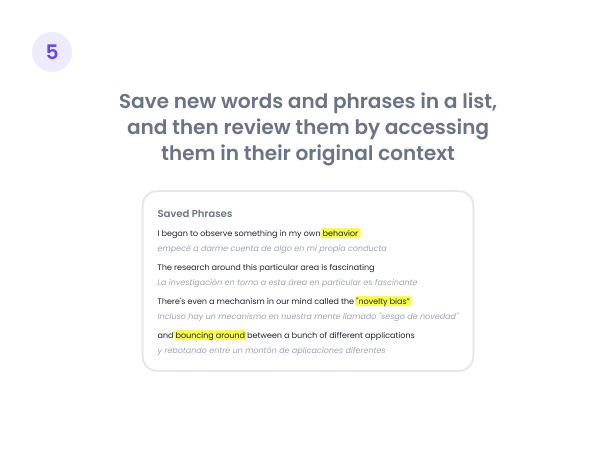 5
Save new words and phrases in a list,
and then review them by accessing
them in their original context
Saved Phrases
I began to observe something in my own behavior
empecé a darme cuenta de algo en mi propia conducta
The research around this particular area is fascinating
La investigación en torno a esta área en particular es fascinante
There's even a mechanism in our mind called the "novelty bias"
Incluso hay un mecanismo en nuestra mente llamado "sesgo de novedad"
and bouncing around between a bunch of different applications
y rebotando entre un montón de aplicaciones diferentes